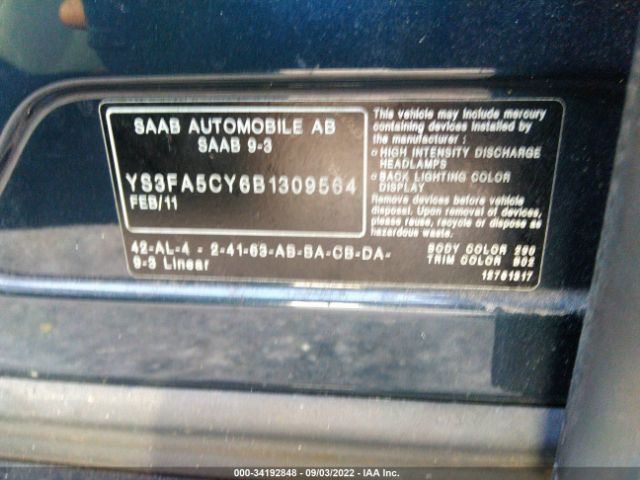 SAAB AUTOMOBILE AB
SAAB 9-3
YS3FA5CY6B1309564
FEB/11
42-AL-4 - 2-41-63-AB-BA-CB-DA-
9-3 Linear
This vehicle may include mercury
containing devices installed by
the manufacturer :
o HIGH INTENSITY DISCHARGE
HEADLAMPS
o BACK LIGHTING COLOR
DISPLAY
Remove devices before vehicle
disposal. Upon removal of devices,
please reuse, recycle or dispose as
hazardous waste.
BODY COLOR 290
TRIM COLOR
000-34192848 - 09/03/2022 - IAA Inc.